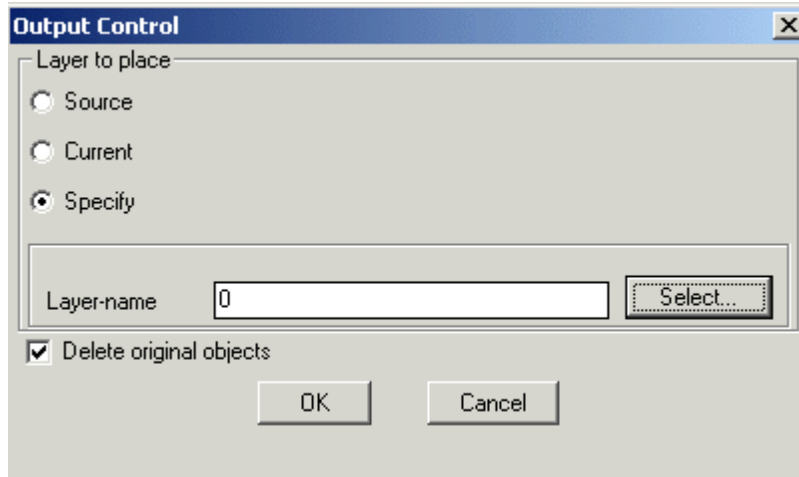 Output Control
Layer to place
Source
Current
Specify
Layer-name 0 Select...
Delete original objects
OK Cancel